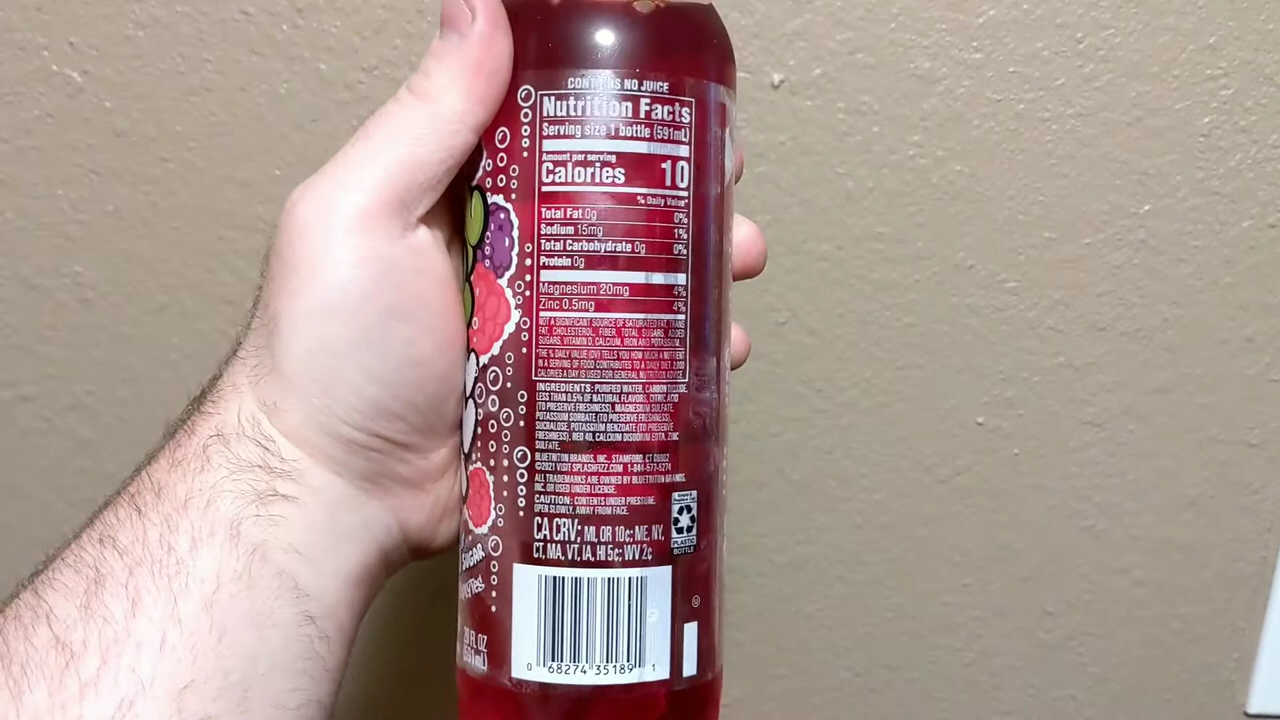 CONTAINS NO JUICE
Nutrition Facts
Serving size 1 bottle (591mL)
Amount per serving
Calories 10
% Daily Value*
Total Fat 0g 0%
Sodium 15mg 1%
Total Carbohydrate 0g 0%
Protein 0g
Magnesium 20mg 4%
Zinc 0.5mg 4%
NOT A SIGNIFICANT SOURCE OF SATURATED FAT, TRANS
FAT, CHOLESTEROL, FIBER, TOTAL SUGARS, ADDED
SUGARS, VITAMIN D, CALCIUM, IRON AND POTASSIUM.
*THE % DAILY VALUE (DV) TELLS YOU HOW MUCH A NUTRIENT
IN A SERVING OF FOOD CONTRIBUTES TO A DAILY DIET. 2,000
CALORIES A DAY IS USED FOR GENERAL NUTRITION ADVICE.
INGREDIENTS: PURIFIED WATER, CARBON DIOXIDE,
LESS THAN 0.5% OF NATURAL FLAVORS, CITRIC ACID
(TO PRESERVE FRESHNESS), MAGNESIUM SULFATE,
POTASSIUM SORBATE (TO PRESERVE FRESHNESS),
SUCRALOSE, POTASSIUM BENZOATE (TO PRESERVE
FRESHNESS), RED 40, CALCIUM DISODIUM EDTA, ZINC
SULFATE.
BLUETRITON BRANDS, INC., STAMFORD, CT 06902
©2021 VISIT SPLASHFIZZ.COM 1-844-577-5274
ALL TRADEMARKS ARE OWNED BY BLUETRITON BRANDS,
INC. OR USED UNDER LICENSE.
CAUTION: CONTENTS UNDER PRESSURE.
OPEN SLOWLY, AWAY FROM FACE.
CA CRV; MI, OR 10¢; ME, NY,
CT, MA, VT, IA, HI 5¢; WV 2¢
PLASTIC
BOTTLE
SUGAR
20 FL OZ
(591mL)
0 68274 35189 1
U